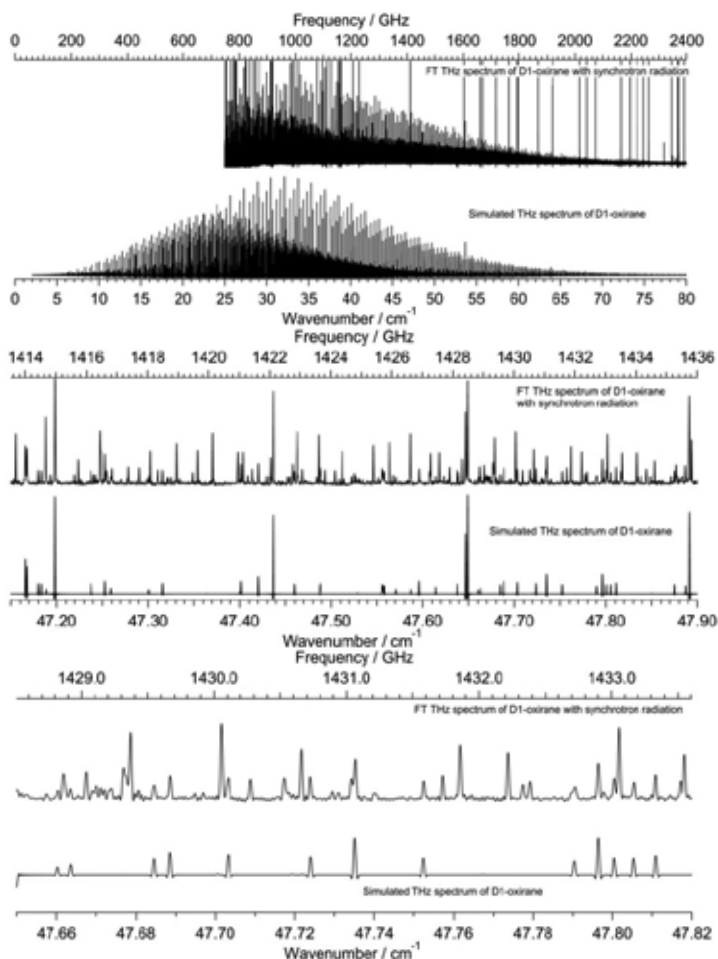 Frequency / GHz
0 200 400 600 800 1000 1200 1400 1600 1800 2000 2200 2400
FT THz spectrum of D1-oxirane with synchrotron radiation
Simulated THz spectrum of D1-oxirane
0 5 10 15 20 25 30 35 40 45 50 55 60 65 70 75 80
Wavenumber / cm⁻¹
Frequency / GHz
1414 1416 1418 1420 1422 1424 1426 1428 1430 1432 1434 1436
FT THz spectrum of D1-oxirane
with synchrotron radiation
Simulated THz spectrum of D1-oxirane
47.20 47.30 47.40 47.50 47.60 47.70 47.80 47.90
Wavenumber / cm⁻¹
Frequency / GHz
1429.0 1430.0 1431.0 1432.0 1433.0
FT THz spectrum of D1-oxirane with synchrotron radiation
Simulated THz spectrum of D1-oxirane
47.66 47.68 47.70 47.72 47.74 47.76 47.78 47.80 47.82
Wavenumber / cm⁻¹